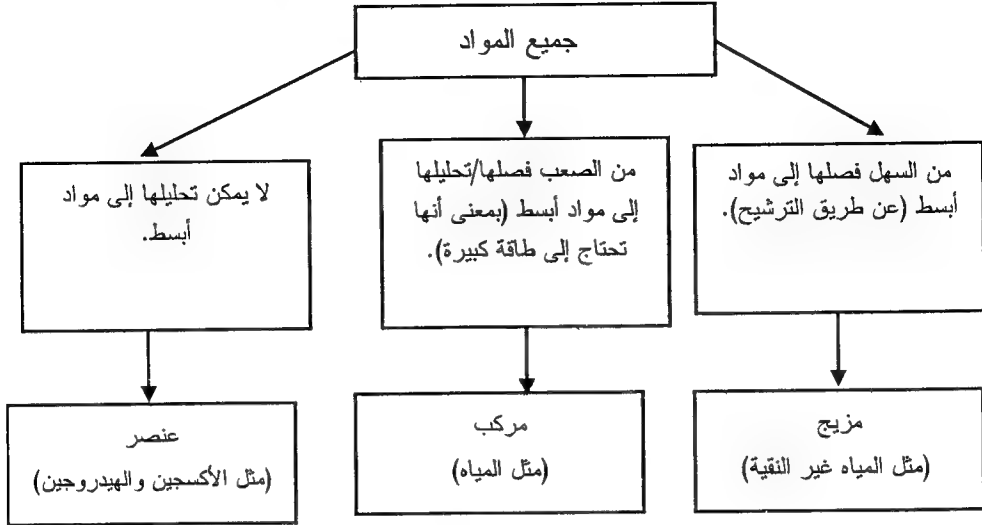 جميع المواد
من السهل فصلها إلى مواد
أبسط (عن طريق الترشيح).
من الصعب فصلها/تحليلها
إلى مواد أبسط (بمعنى أنها
تحتاج إلى طاقة كبيرة).
لا يمكن تحليلها إلى مواد
أبسط.
مزيج
(مثل المياه غير النقية)
مركب
(مثل المياه)
عنصر
(مثل الأكسجين والهيدروجين)